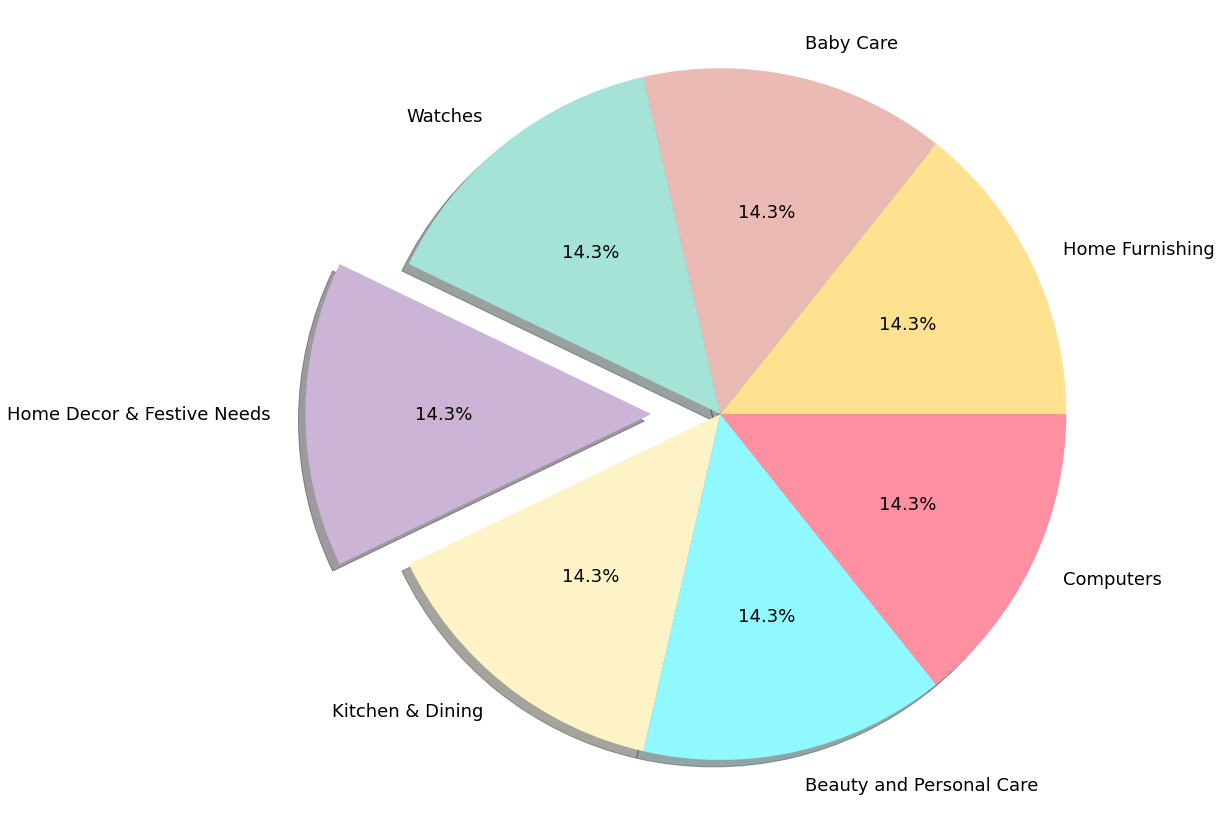 Baby Care
Watches
14.3%
Home Furnishing
14.3%
14.3%
Home Decor & Festive Needs
14.3%
14.3%
Computers
14.3%
14.3%
Kitchen & Dining
Beauty and Personal Care